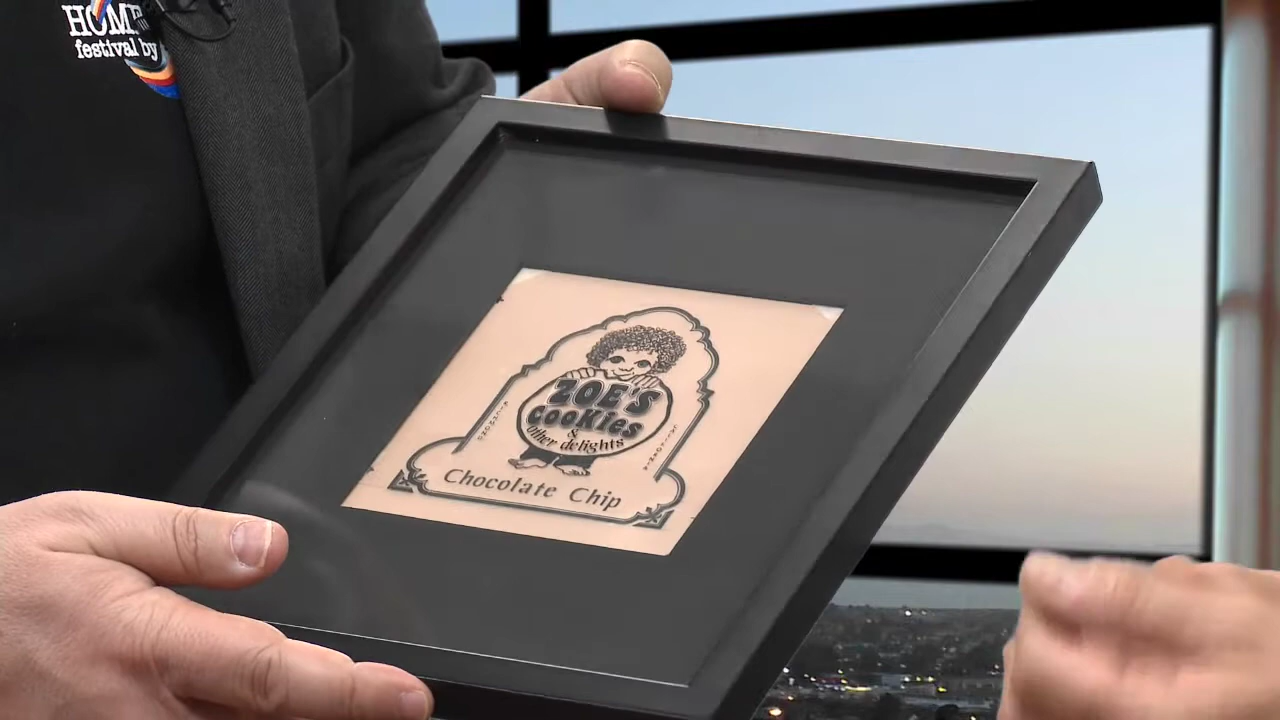 HOME
festival by
ZOE'S
Cookies
&
other delights
Chocolate Chip